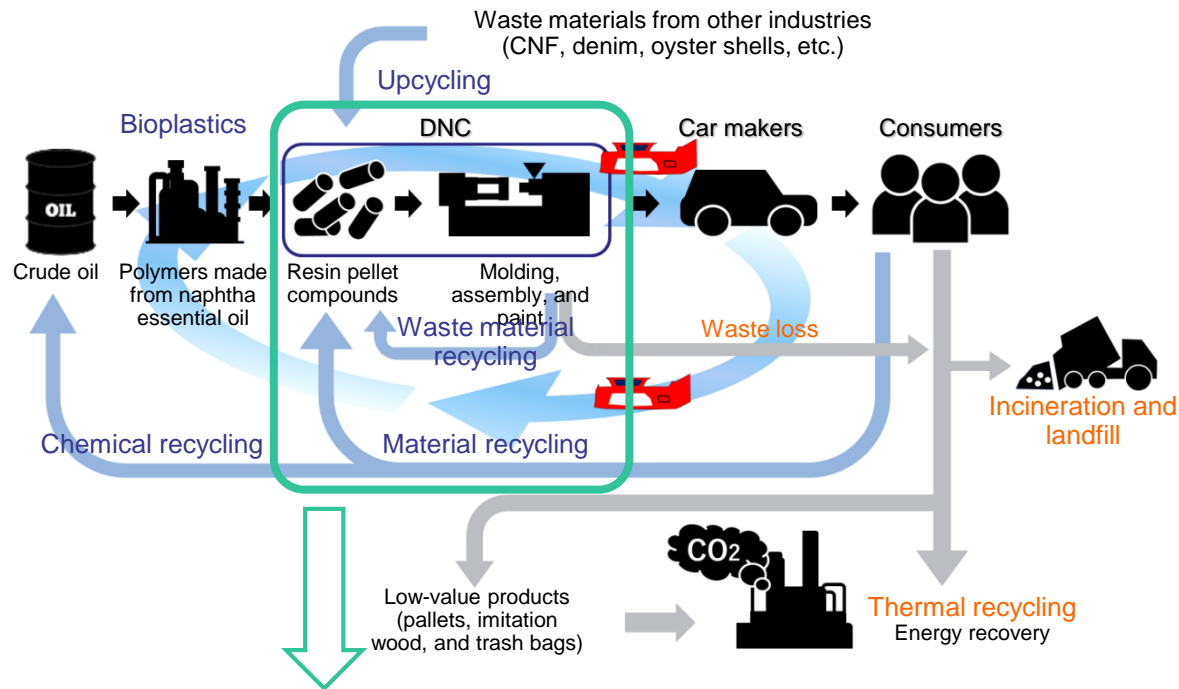 Waste materials from other industries
(CNF, denim, oyster shells, etc.)
Upcycling
Bioplastics
DNC
Car makers
Consumers
OIL
Crude oil
Polymers made
from naphtha
essential oil
Resin pellet
compounds
Molding,
assembly, and
paint
Waste material
recycling
Waste loss
Incineration and
landfill
Chemical recycling
Material recycling
CO2
Low-value products
(pallets, imitation
wood, and trash bags)
Thermal recycling
Energy recovery